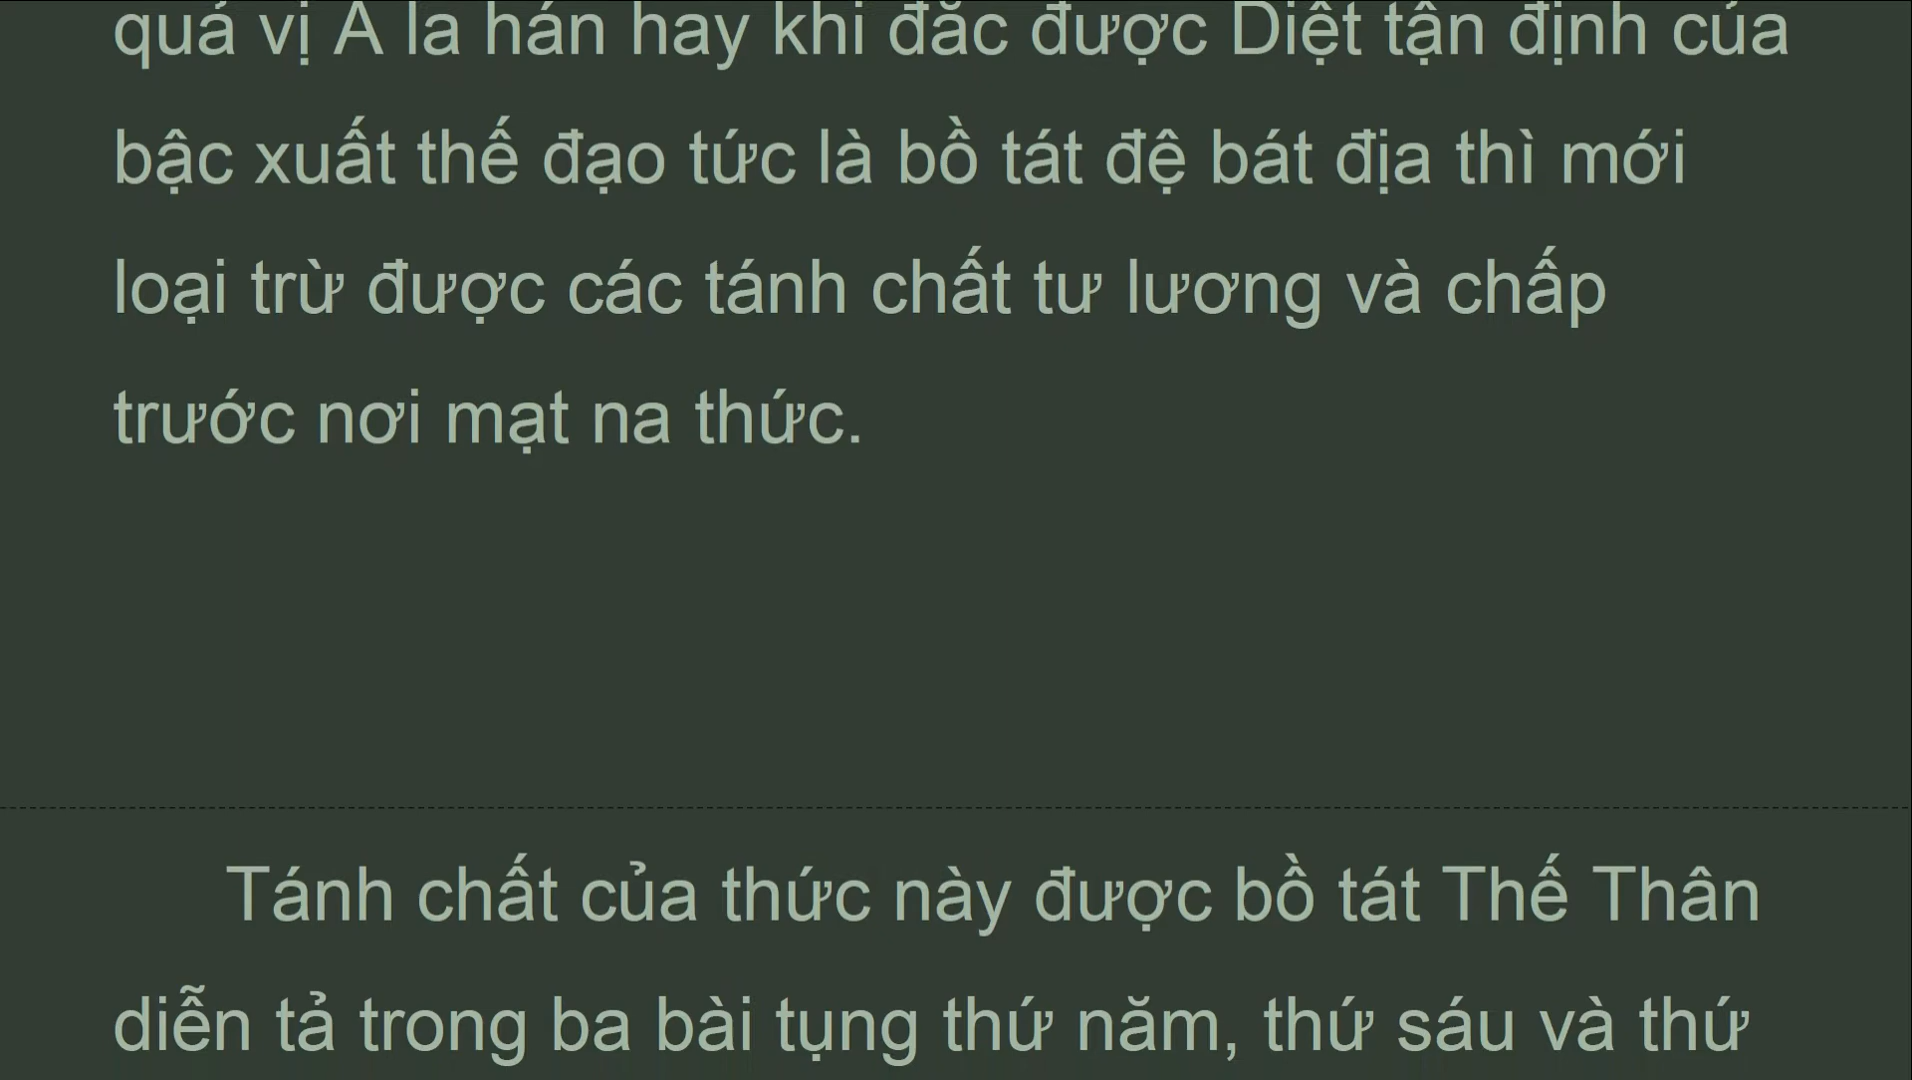 quả vị A la hán hay khi đắc được Diệt tận định của
bậc xuất thế đạo tức là bồ tát đệ bát địa thì mới
loại trừ được các tánh chất tư lương và chấp
trước nơi mạt na thức.
Tánh chất của thức này được bồ tát Thế Thân
diễn tả trong ba bài tụng thứ năm, thứ sáu và thứ